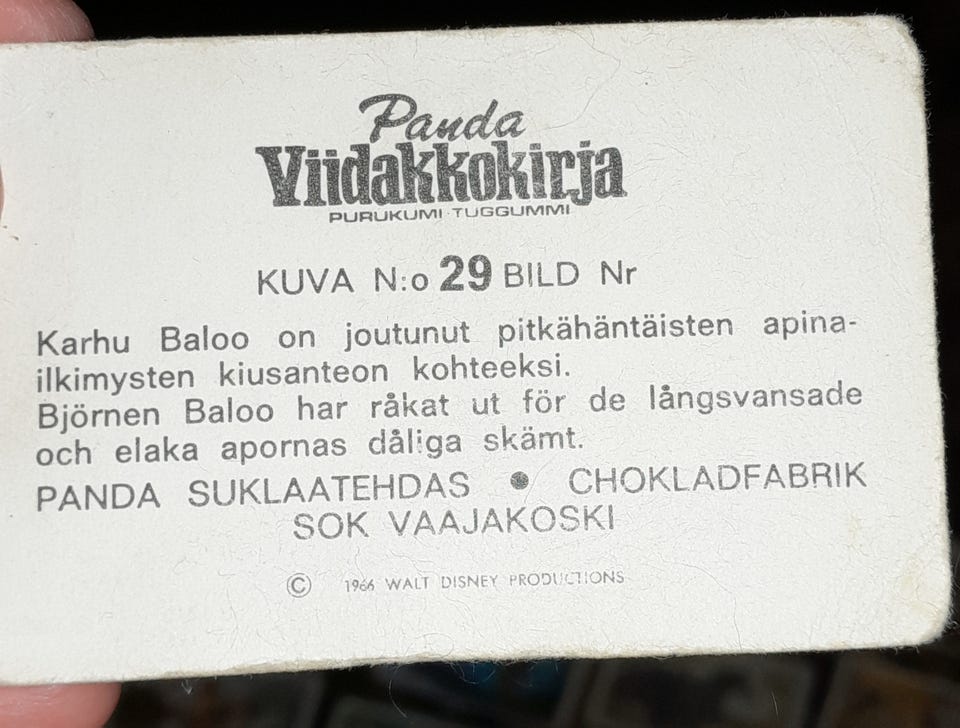 Panda
Viidakkokirja
PURUKUMI · TUGGUMMI
KUVA N:o 29 BILD Nr
Karhu Baloo on joutunut pitkähäntäisten apina-
ilkimysten kiusanteon kohteeksi.
Björnen Baloo har råkat ut för de långsvansade
och elaka apornas dåliga skämt.
PANDA SUKLAATEHDAS • CHOKLADFABRIK
SOK VAAJAKOSKI
© 1966 WALT DISNEY PRODUCTIONS